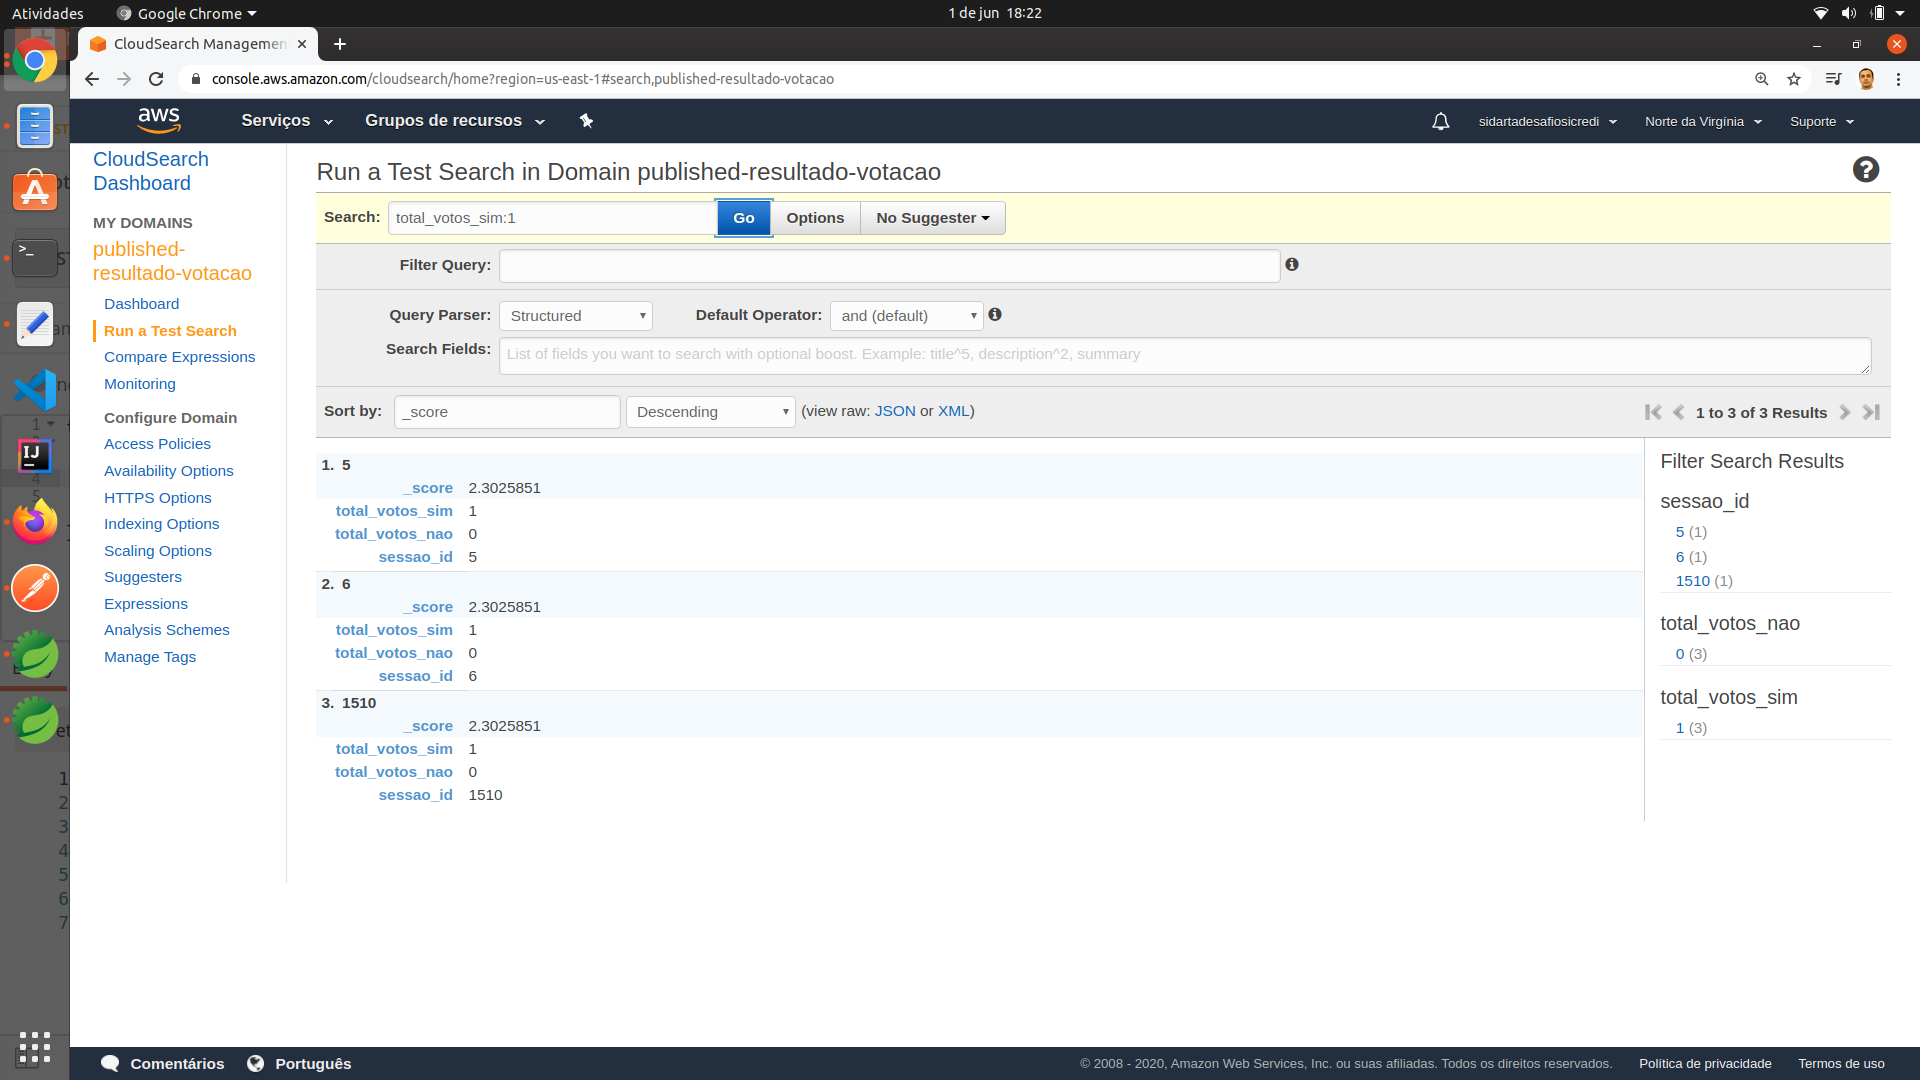 Atividades
Google Chrome
1 de jun 18:22
CloudSearch Managemen
console.aws.amazon.com/cloudsearch/home?region=us-east-1#search,published-resultado-votacao
aws
Serviços
Grupos de recursos
sidartadesafiosicredi
Norte da Virgínia
Suporte
CloudSearch
Dashboard
MY DOMAINS
published-
resultado-votacao
Dashboard
Run a Test Search
Compare Expressions
Monitoring
Configure Domain
Access Policies
Availability Options
HTTPS Options
Indexing Options
Scaling Options
Suggesters
Expressions
Analysis Schemes
Manage Tags
Run a Test Search in Domain published-resultado-votacao
Search: total_votos_sim:1 Go Options No Suggester
Filter Query:
Query Parser: Structured Default Operator: and (default)
Search Fields: List of fields you want to search with optional boost. Example: title^5, description^2, summary
Sort by: _score Descending (view raw: JSON or XML) 1 to 3 of 3 Results
1. 5
_score 2.3025851
total_votos_sim 1
total_votos_nao 0
sessao_id 5
2. 6
_score 2.3025851
total_votos_sim 1
total_votos_nao 0
sessao_id 6
3. 1510
_score 2.3025851
total_votos_sim 1
total_votos_nao 0
sessao_id 1510
Filter Search Results
sessao_id
5 (1)
6 (1)
1510 (1)
total_votos_nao
0 (3)
total_votos_sim
1 (3)
1
2
3
4
5
6
7
Comentários
Português
© 2008 - 2020, Amazon Web Services, Inc. ou suas afiliadas. Todos os direitos reservados.
Política de privacidade
Termos de uso